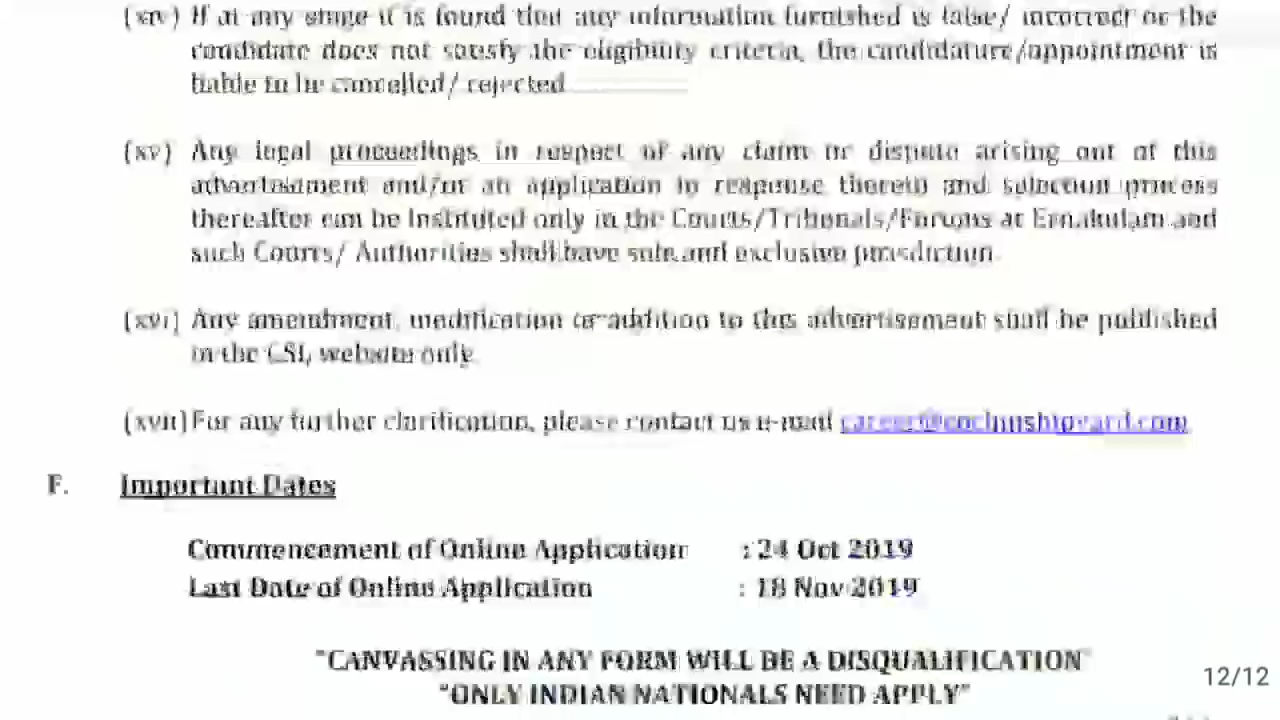 (xiv) If at any stage it is found that any information furnished is false/ incorrect or the
candidate does not satisfy the eligibility criteria, the candidature/appointment is
liable to be cancelled/ rejected
(xv) Any legal proceedings in respect of any claim or dispute arising out of this
advertisement and/or an application in response thereto and selection process
thereafter can be instituted only in the Courts/Tribunals/Forums at Ernakulam and
such Courts/ Authorities shall have sole and exclusive jurisdiction.
(xvi) Any amendment, modification or addition to this advertisement shall be published
in the CSL website only.
(xvii) For any further clarification, please contact us e-mail career@cochinshipyard.com
F. Important Dates
Commencement of Online Application : 24 Oct 2019
Last Date of Online Application : 18 Nov 2019
"CANVASSING IN ANY FORM WILL BE A DISQUALIFICATION"
"ONLY INDIAN NATIONALS NEED APPLY"
12/12